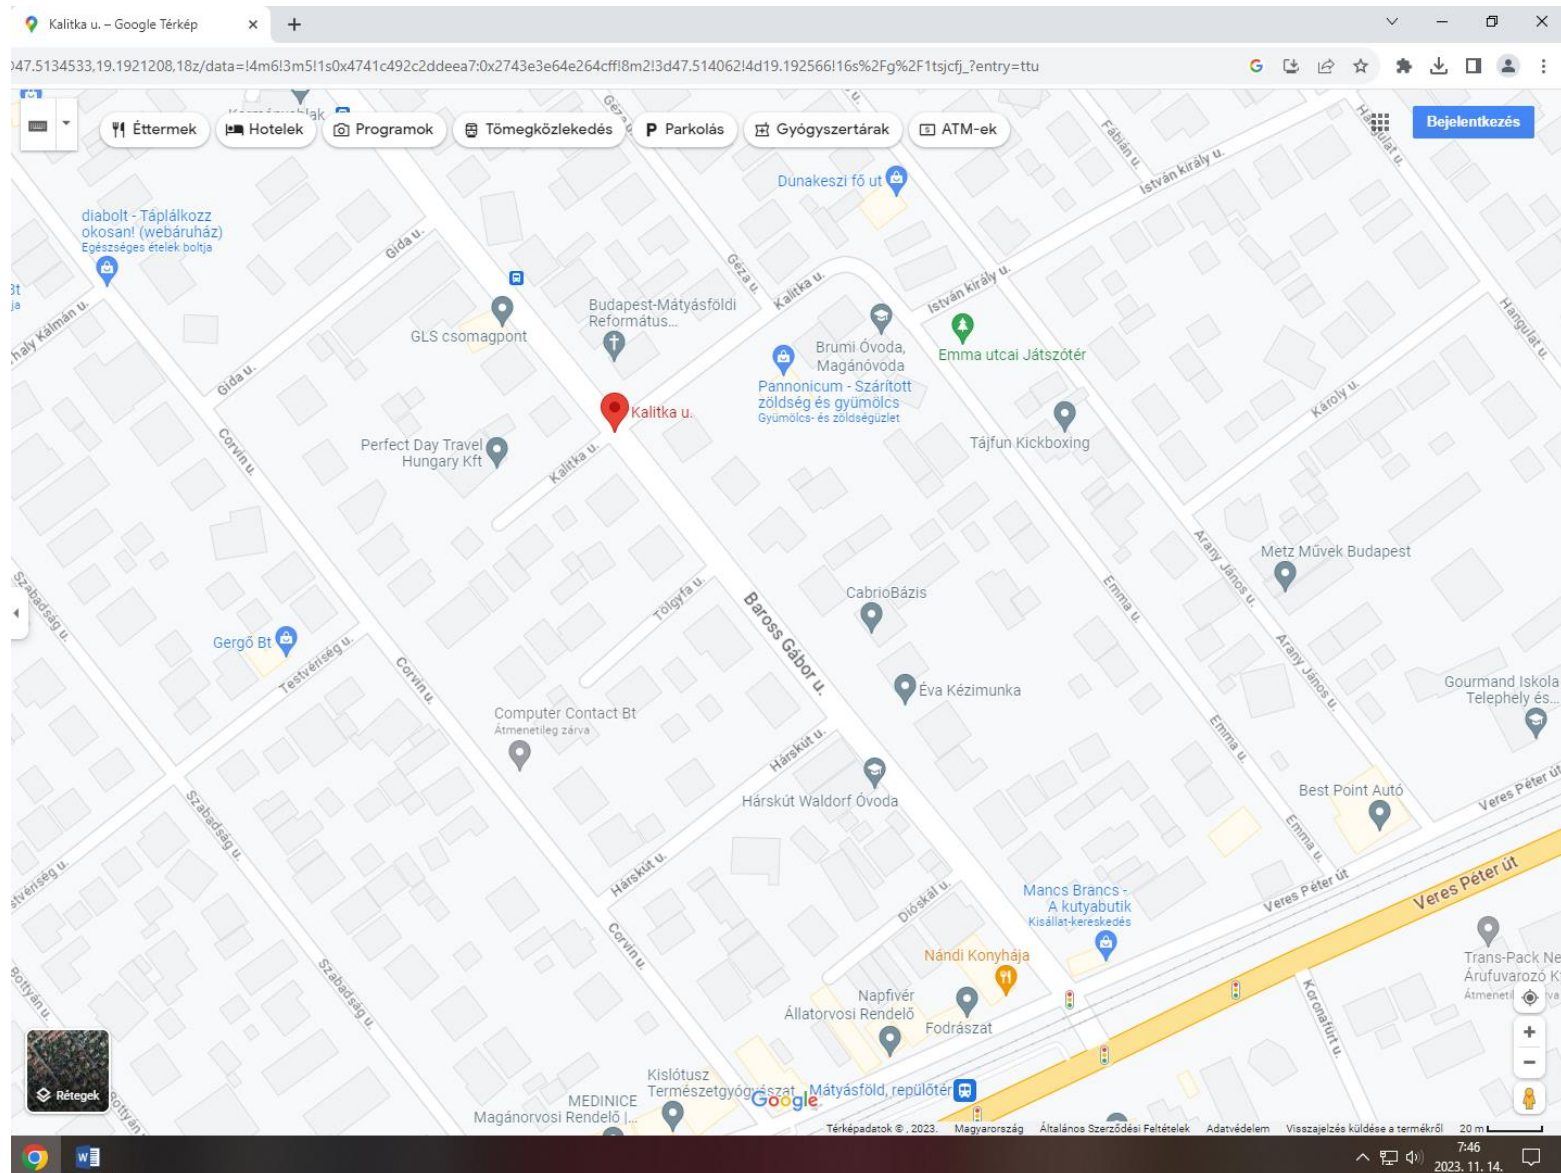 Kalitka u. – Google Térkép
047.5134533,19.1921208,18z/data=!4m6!3m5!1s0x4741c492c2ddeea7:0x2743e3e64e264cff!8m2!3d47.514062!4d19.192566!16s%2Fg%2F1tsjcfj_?entry=ttu
Éttermek
Hotelek
Programok
Tömegközlekedés
P Parkolás
Gyógyszertárak
ATM-ek
Bejelentkezés
Géza u.
Fábián u.
Hangulat u.
István király u.
Dunakeszi fő ut
diabolt - Táplálkozz
okosan! (webáruház)
Egészséges ételek boltja
Gida u.
Géza u.
Kalitka u.
István király u.
Bt
ja
haly Kálmán u.
GLS csomagpont
Budapest-Mátyásföldi
Református...
Brumi Óvoda,
Magánóvoda
Emma utcai Játszótér
Hangulat u.
Pannonicum - Szárított
zöldség és gyümölcs
Gyümölcs- és zöldségüzlet
Gida u.
Kalitka u.
Károly u.
Corvin u.
Perfect Day Travel
Hungary Kft
Kalitka u.
Tájfun Kickboxing
Arany János u.
Metz Művek Budapest
Szabadság u.
Tölgyfa u.
Baross Gábor u.
CabrioBázis
Emma u.
Gergő Bt
Testvériség u.
Corvin u.
Arany János u.
Éva Kézimunka
Gourmand Iskola
Telephely és...
Computer Contact Bt
Átmenetileg zárva
Hárskút u.
Emma u.
Hárskút Waldorf Óvoda
Best Point Autó
Veres Péter út
Szabadság u.
Emma u.
stvériség u.
Hárskút u.
Dióskál u.
Mancs Brancs -
A kutyabutik
Kisállat-kereskedés
Veres Péter út
Veres Péter út
Corvin u.
Nándi Konyhája
Trans-Pack Ne
Árufuvarozó K
Átmeneti
rva
Bottyán u.
Szabadság u.
Napfivér
Állatorvosi Rendelő
Fodrászat
Koronafürt u.
Rétegek
Bottyán u.
Kislótusz
Természetgyógyászat
Mátyásföld, repülőtér
MEDINICE
Magánorvosi Rendelő |...
Google
Térképadatok © , 2023.
Magyarország
Általános Szerződési Feltételek
Adatvédelem
Visszajelzés küldése a termékről
20 m
7:46
2023. 11. 14.